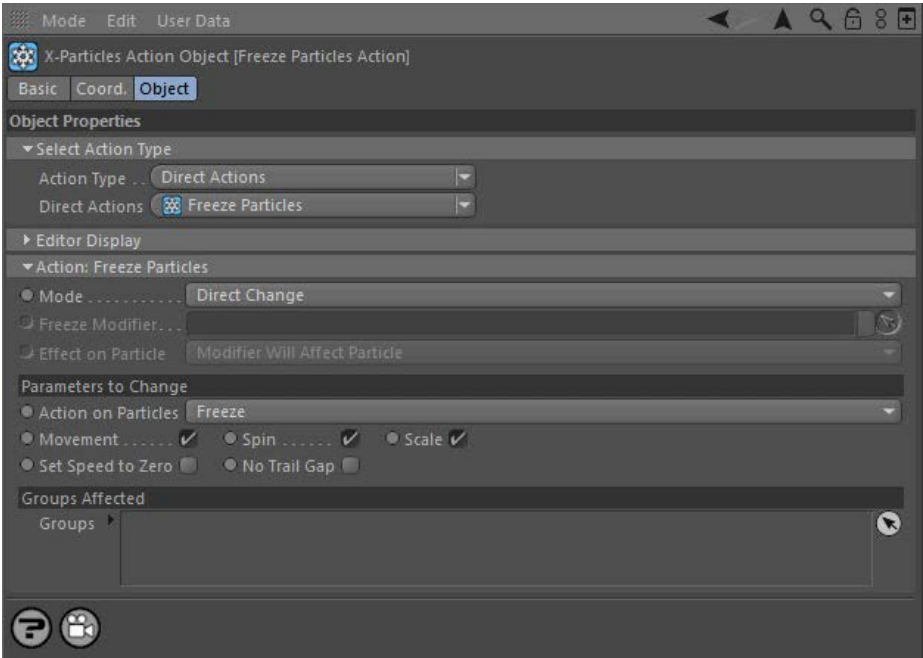 Mode Edit User Data
X-Particles Action Object [Freeze Particles Action]
Basic Coord. Object
Object Properties
Select Action Type
Action Type . . Direct Actions
Direct Actions Freeze Particles
Editor Display
Action: Freeze Particles
Mode . . . . . . . . . . . Direct Change
Freeze Modifier. . .
Effect on Particle Modifier Will Affect Particle
Parameters to Change
Action on Particles Freeze
Movement . . . . . . Spin . . . . . . Scale
Set Speed to Zero No Trail Gap
Groups Affected
Groups